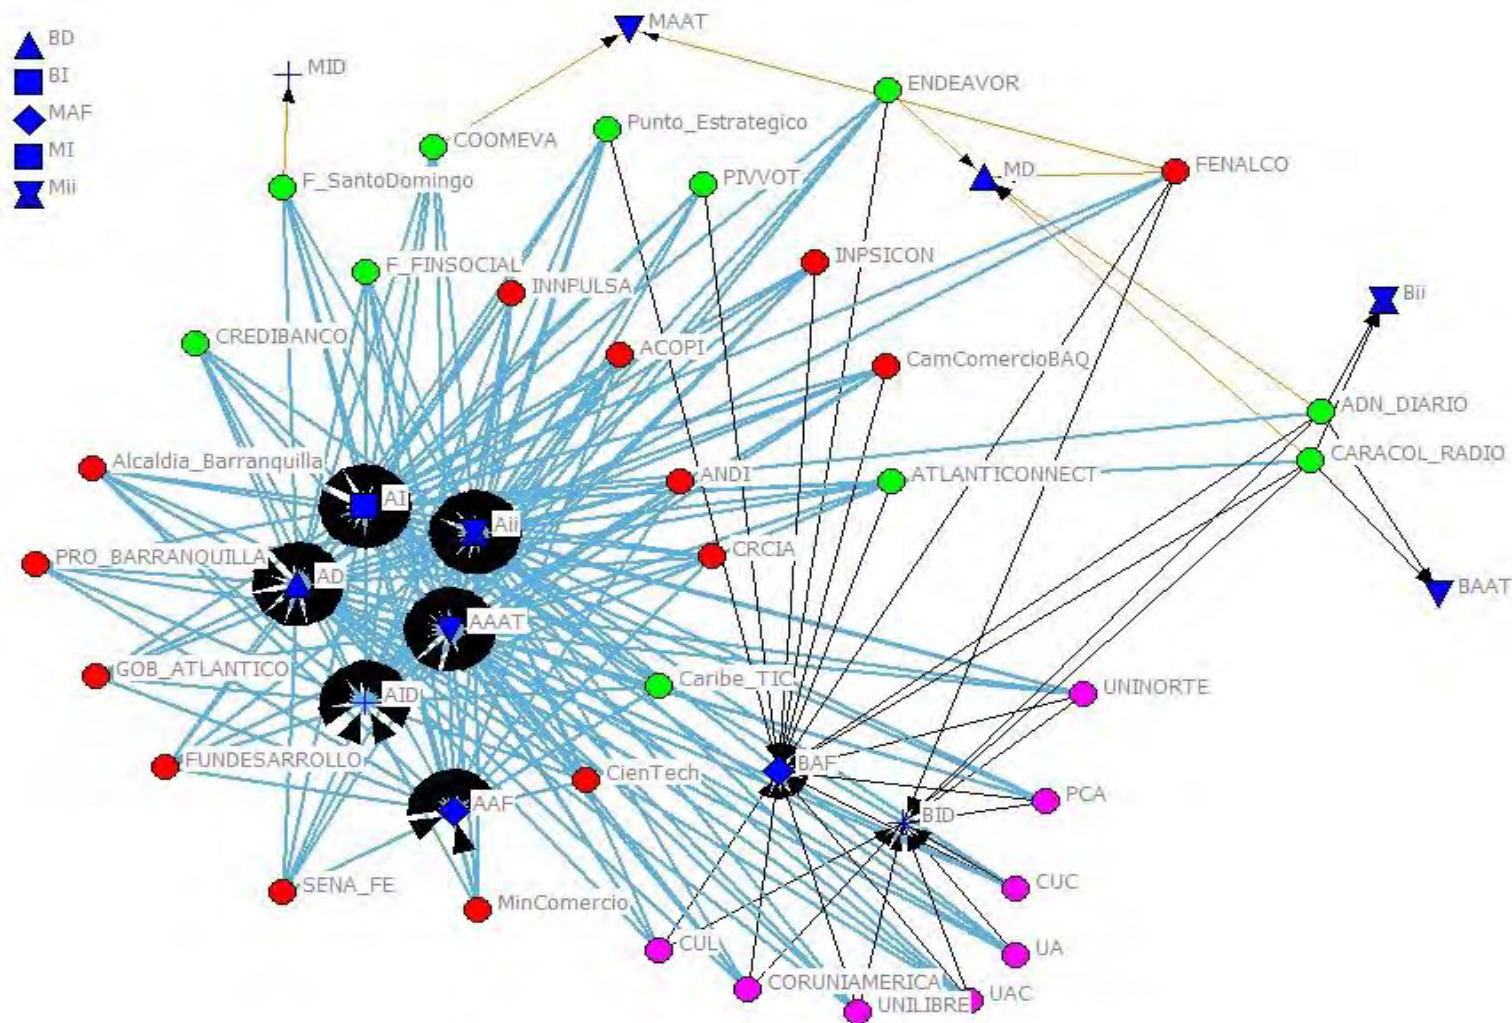 BD
BI
MAF
MI
Mii
MAAT
MID
ENDEAVOR
COOMEVA
Punto_Estrategico
F_SantoDomingo
PIVVOT
MD
FENALCO
F_FINSOCIAL
INNPULSA
INPSICON
Bii
CREDIBANCO
ACOPI
CamComercioBAQ
ADN_DIARIO
Alcaldia_Barranquilla
CARACOL_RADIO
ANDI
ATLANTICONNECT
AI
Aii
PRO_BARRANQUILLA
CRCIA
AD
BAAT
AAAT
GOB_ATLANTICO
Caribe_TIC
AID
UNINORTE
FUNDESARROLLO
CienTech
BAF
PCA
AAF
BID
SENA_FE
CUC
MinComercio
CUL
UA
CORUNIAMERICA
UAC
UNILIBRE